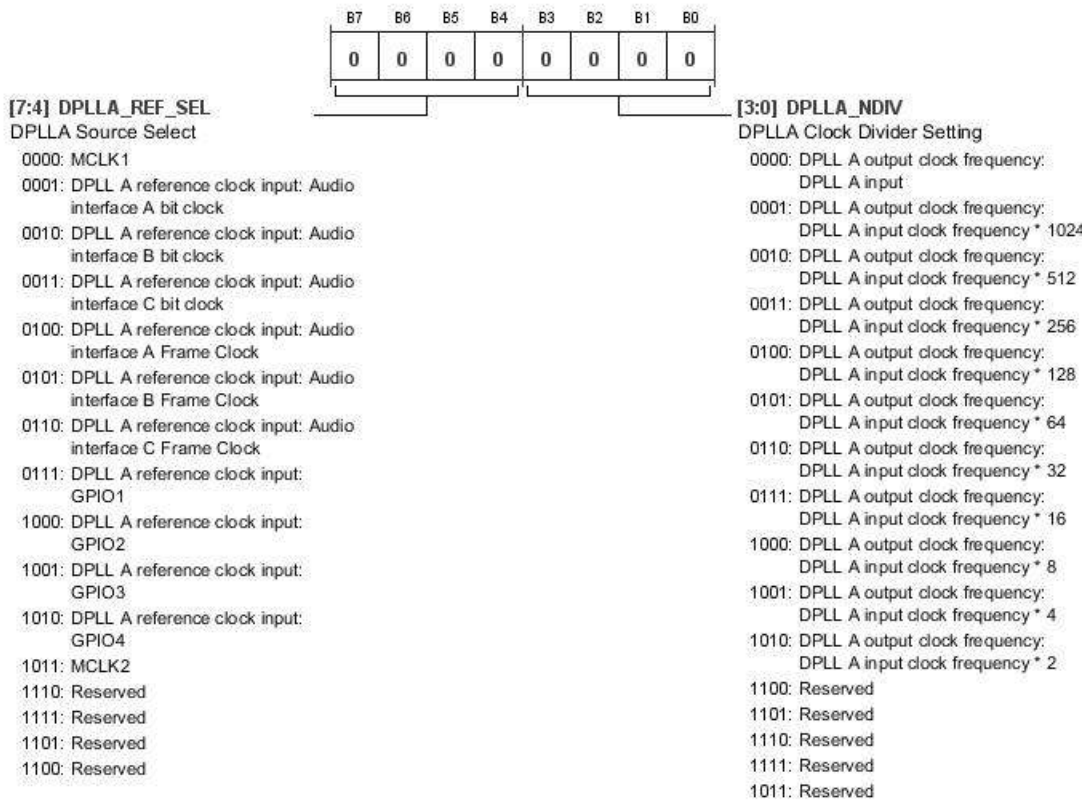 B7 B6 B5 B4 B3 B2 B1 B0
0 0 0 0 0 0 0 0
[7:4] DPLLA_REF_SEL
DPLLA Source Select
0000: MCLK1
0001: DPLL A reference clock input: Audio
interface A bit clock
0010: DPLL A reference clock input: Audio
interface B bit clock
0011: DPLL A reference clock input: Audio
interface C bit clock
0100: DPLL A reference clock input: Audio
interface A Frame Clock
0101: DPLL A reference clock input: Audio
interface B Frame Clock
0110: DPLL A reference clock input: Audio
interface C Frame Clock
0111: DPLL A reference clock input:
GPIO1
1000: DPLL A reference clock input:
GPIO2
1001: DPLL A reference clock input:
GPIO3
1010: DPLL A reference clock input:
GPIO4
1011: MCLK2
1110: Reserved
1111: Reserved
1101: Reserved
1100: Reserved
[3:0] DPLLA_NDIV
DPLLA Clock Divider Setting
0000: DPLL A output clock frequency:
DPLL A input
0001: DPLL A output clock frequency:
DPLL A input clock frequency * 1024
0010: DPLL A output clock frequency:
DPLL A input clock frequency * 512
0011: DPLL A output clock frequency:
DPLL A input clock frequency * 256
0100: DPLL A output clock frequency:
DPLL A input clock frequency * 128
0101: DPLL A output clock frequency:
DPLL A input clock frequency * 64
0110: DPLL A output clock frequency:
DPLL A input clock frequency * 32
0111: DPLL A output clock frequency:
DPLL A input clock frequency * 16
1000: DPLL A output clock frequency:
DPLL A input clock frequency * 8
1001: DPLL A output clock frequency:
DPLL A input clock frequency * 4
1010: DPLL A output clock frequency:
DPLL A input clock frequency * 2
1100: Reserved
1101: Reserved
1110: Reserved
1111: Reserved
1011: Reserved